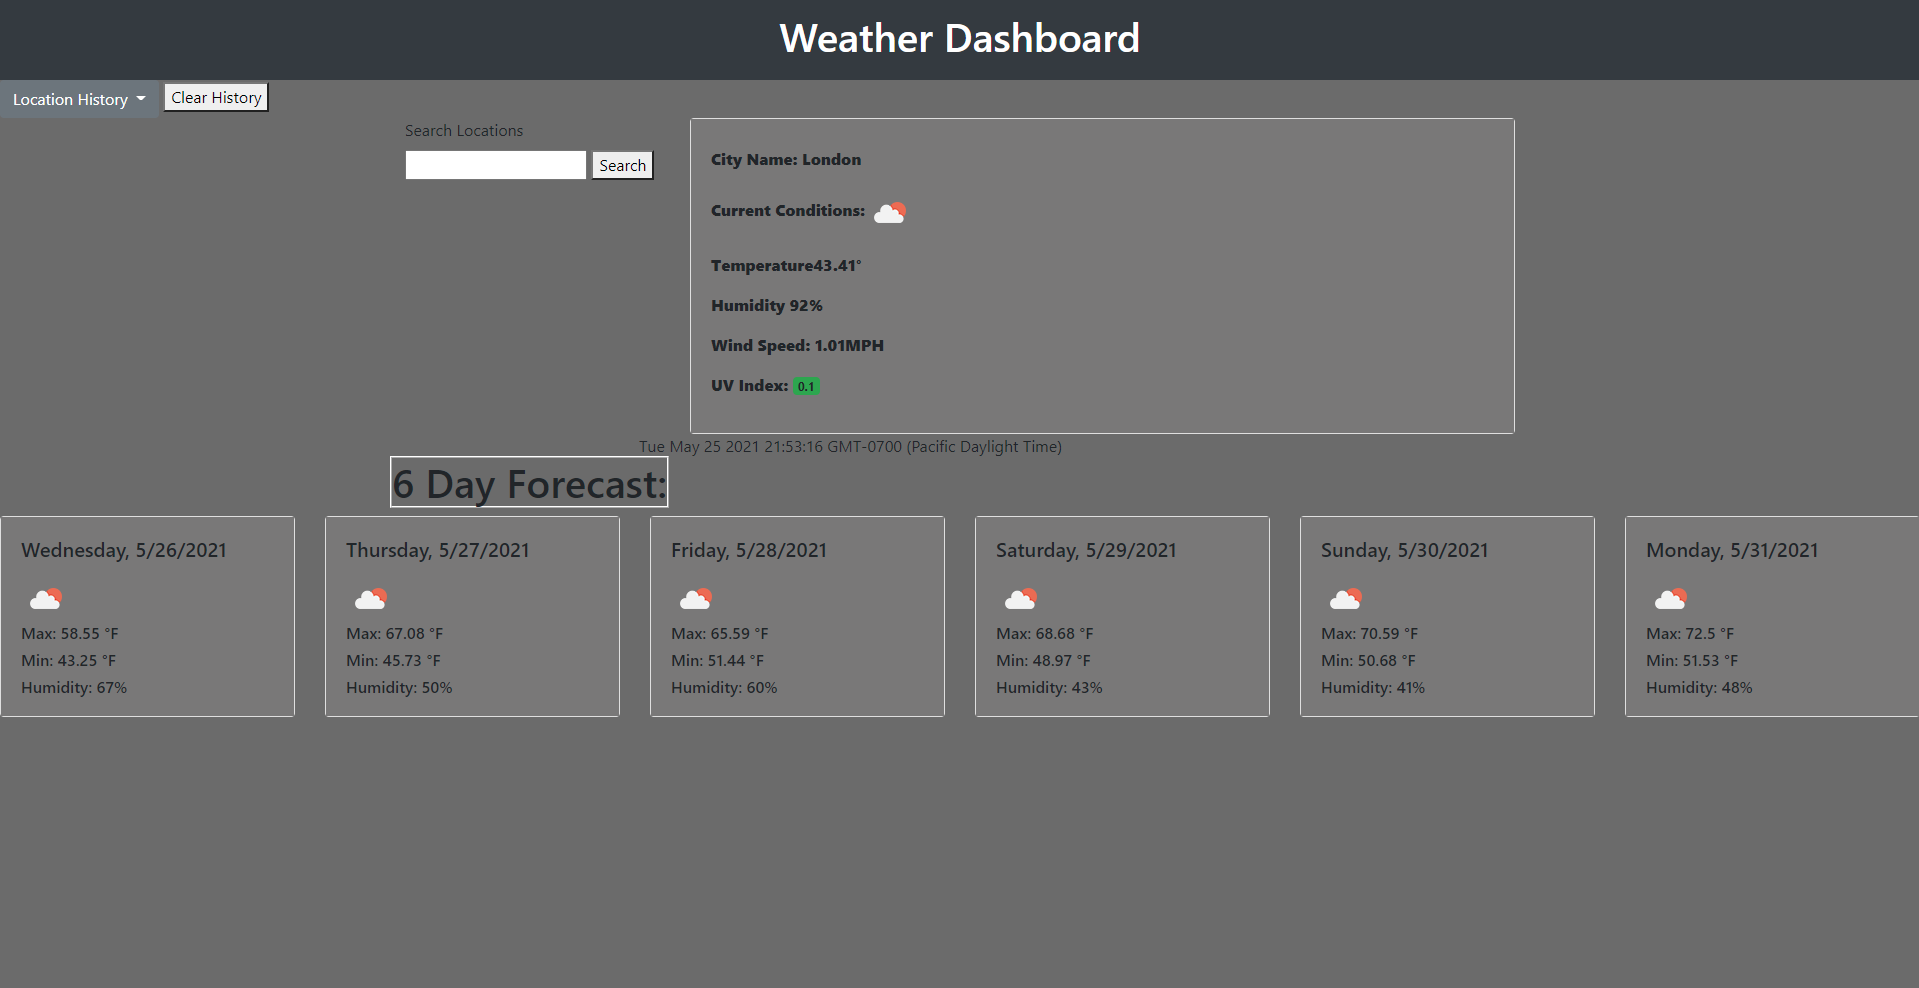 Weather Dashboard
Location History
Clear History
Search Locations
Search
City Name: London
Current Conditions:
Temperature43.41°
Humidity 92%
Wind Speed: 1.01MPH
UV Index: 0.1
Tue May 25 2021 21:53:16 GMT-0700 (Pacific Daylight Time)
6 Day Forecast:
Wednesday, 5/26/2021
Max: 58.55 °F
Min: 43.25 °F
Humidity: 67%
Thursday, 5/27/2021
Max: 67.08 °F
Min: 45.73 °F
Humidity: 50%
Friday, 5/28/2021
Max: 65.59 °F
Min: 51.44 °F
Humidity: 60%
Saturday, 5/29/2021
Max: 68.68 °F
Min: 48.97 °F
Humidity: 43%
Sunday, 5/30/2021
Max: 70.59 °F
Min: 50.68 °F
Humidity: 41%
Monday, 5/31/2021
Max: 72.5 °F
Min: 51.53 °F
Humidity: 48%